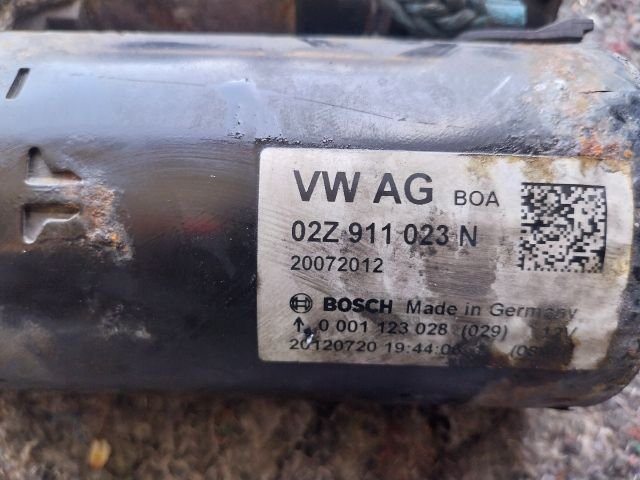 VW AG BOA
02Z 911 023 N
20072012
BOSCH Made in Germany
0 001 123 028 (029) 12V
20120720 19:44:06